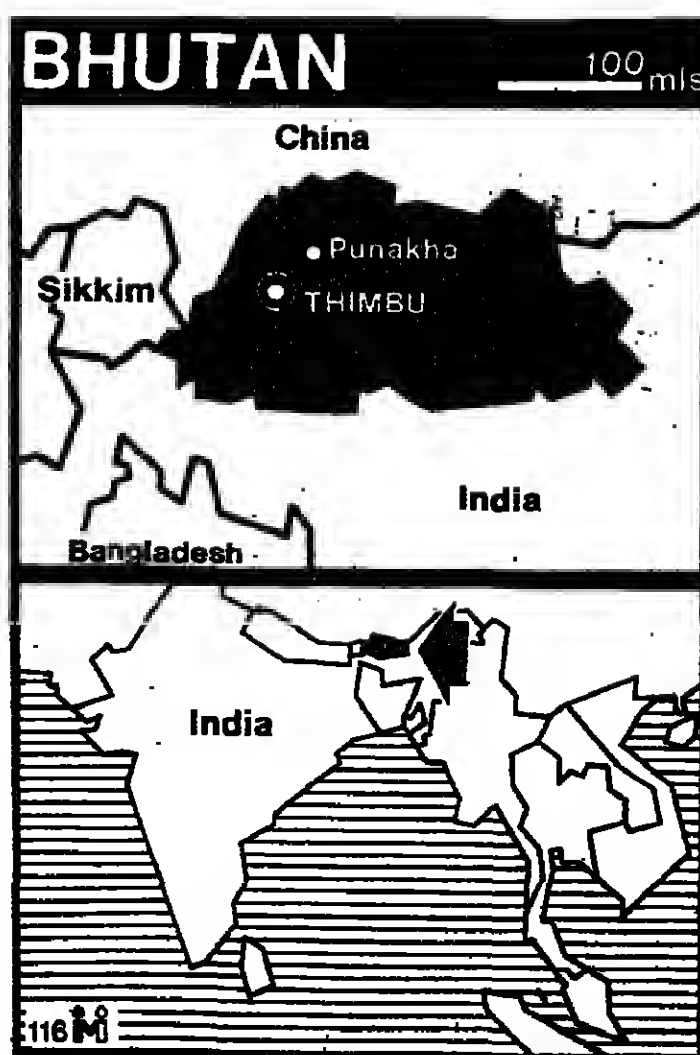 BHUTAN
100 mls
China
Punakha
Sikkim
THIMBU
India
Bangladesh
India
116